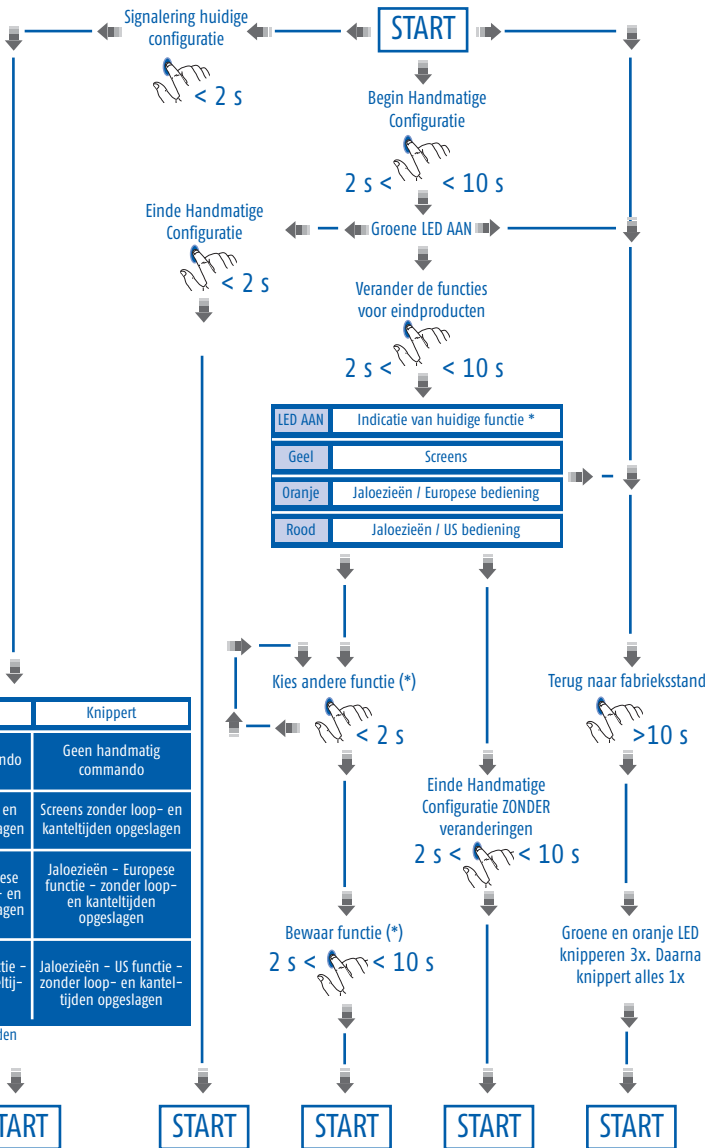 Signalering huidige
configuratie
< 2 s
START
Begin Handmatige
Configuratie
2 s < < 10 s
Einde Handmatige
Configuratie
< 2 s
Groene LED AAN
Verander de functies
voor eindproducten
2 s < < 10 s
LED AAN Indicatie van huidige functie *
Geel Screens
Oranje Jaloezieën / Europese bediening
Rood Jaloezieën / US bediening
Kies andere functie (*)
< 2 s
Terug naar fabrieksstand
>10 s
Einde Handmatige
Configuratie ZONDER
veranderingen
2 s < < 10 s
Bewaar functie (*)
2 s < < 10 s
Groene en oranje LED
knipperen 3x. Daarna
knippert alles 1x
Knippert
Geen handmatig
commando
en
Screens zonder loop- en
kanteltijden opgeslagen
- en
Jaloezieën - Europese
functie - zonder loop-
en kanteltijden
opgeslagen
Jaloezieën - US functie -
zonder loop- en kantel-
tijden opgeslagen
START
START
START
START